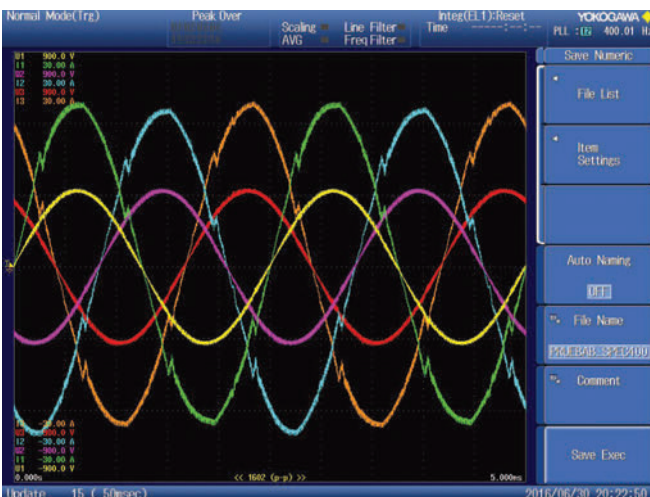 Normal Mode(Trg)
Peak Over
Scaling
AVG
Line Filter
Freq Filter
Integ(EL1):Reset
Time -----:--:--
YOKOGAWA
PLL : 400.01 Hz
U1 900.0 V
I1 30.00 A
U2 900.0 V
I2 30.00 A
U3 900.0 V
I3 30.00 A
I3 -30.00 A
U3 -900.0 V
I2 -30.00 A
U2 -900.0 V
I1 -30.00 A
U1 -900.0 V
0.000s
<< 1602 (p-p) >>
5.000ms
Save Numeric
File List
Item
Settings
Auto Naming
OFF
File Name
Comment
Save Exec
Update 15 ( 50msec)
2016/06/30 20:22:50